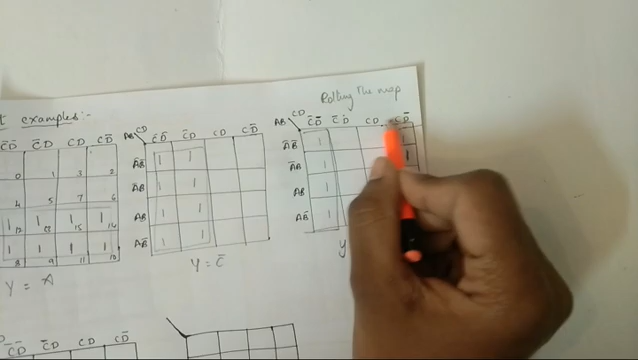 Rolling the map
t examples:-
C̄D̄ C̄D CD CD̄
0 1 3 2
4 5 7 6
1 12 1 13 1 15 1 14
1 8 1 9 1 11 1 10
Y = A
AB CD C̄D̄ C̄D CD CD̄
ĀB̄ 1 1
ĀB 1 1
AB 1 1
AB̄ 1 1
Y = C̄
AB CD C̄D̄ C̄D CD CD̄
ĀB̄ 1 1
ĀB 1 1
AB 1
AB̄ 1
y
C̄D̄ C̄D CD CD̄